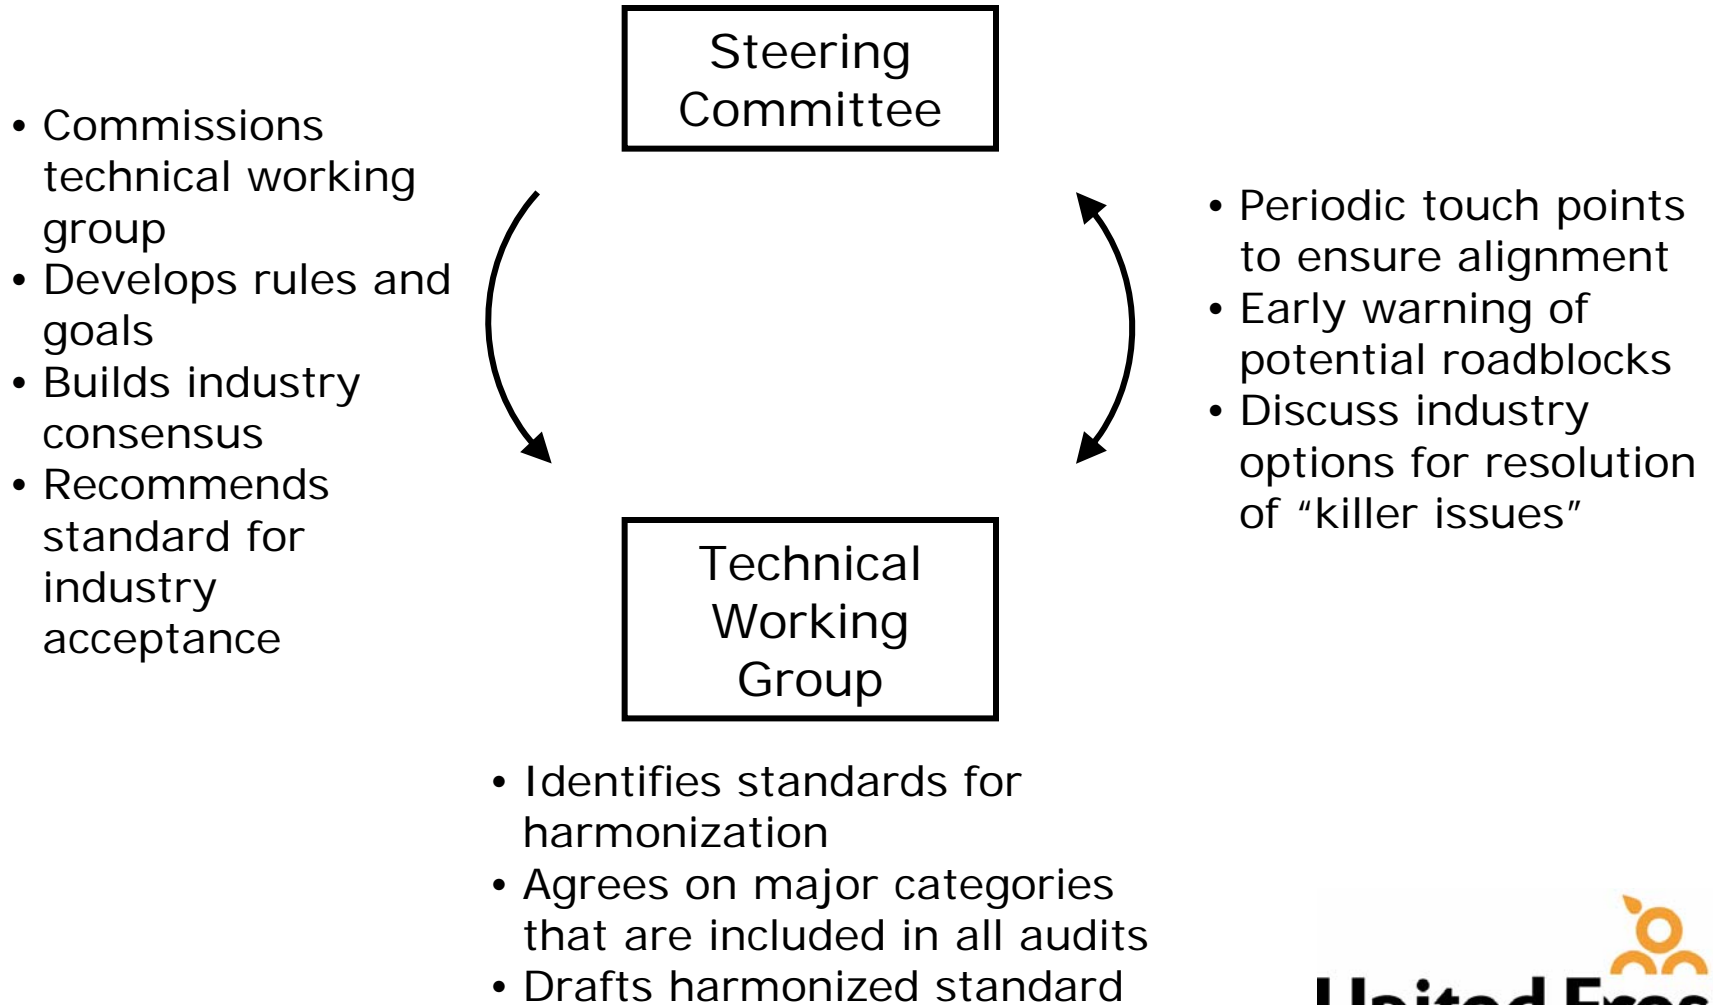 Steering
Committee
• Commissions
technical working
group
• Develops rules and
goals
• Builds industry
consensus
• Recommends
standard for
industry
acceptance
• Periodic touch points
to ensure alignment
• Early warning of
potential roadblocks
• Discuss industry
options for resolution
of “killer issues”
Technical
Working
Group
• Identifies standards for
harmonization
• Agrees on major categories
that are included in all audits
• Drafts harmonized standard
United Fres